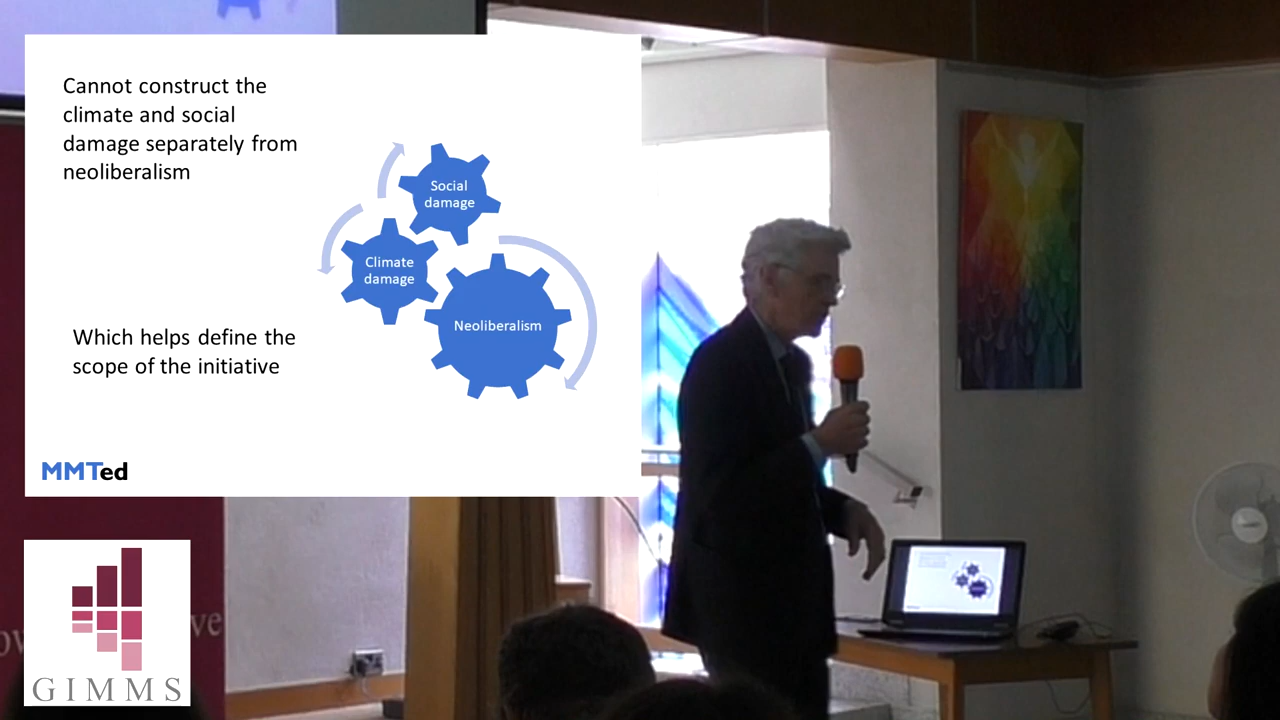 Cannot construct the
climate and social
damage separately from
neoliberalism
Social
damage
Climate
damage
Neoliberalism
Which helps define the
scope of the initiative
MMTed
GIMMS